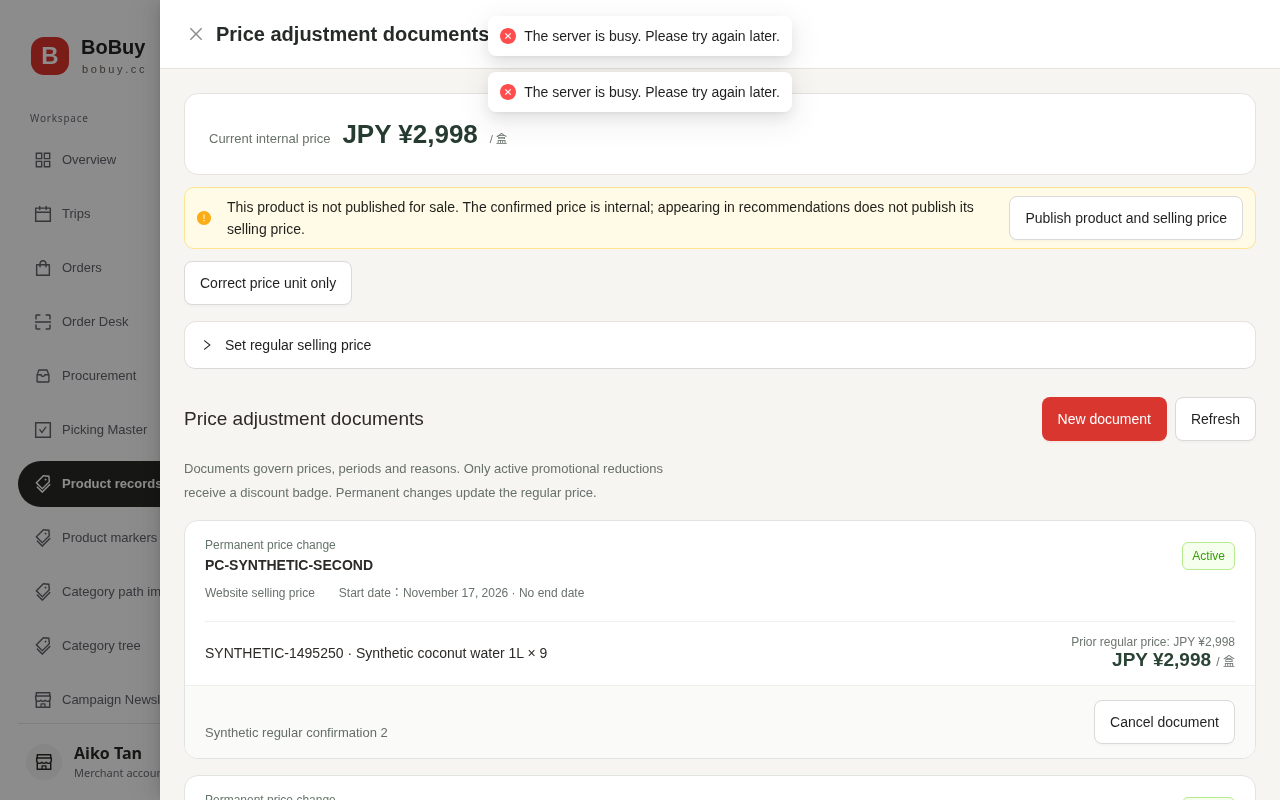 BoBuy
bobuy.cc
Workspace
Overview
Trips
Orders
Order Desk
Procurement
Picking Master
Product records
Product markers
Category path im
Category tree
Campaign Newsl
Aiko Tan
Merchant accour
Price adjustment documents
The server is busy. Please try again later.
The server is busy. Please try again later.
Current internal price JPY ¥2,998 / 盒
This product is not published for sale. The confirmed price is internal; appearing in recommendations does not publish its
selling price.
Publish product and selling price
Correct price unit only
Set regular selling price
Price adjustment documents
New document
Refresh
Documents govern prices, periods and reasons. Only active promotional reductions
receive a discount badge. Permanent changes update the regular price.
Permanent price change
PC-SYNTHETIC-SECOND
Active
Website selling price Start date：November 17, 2026 · No end date
SYNTHETIC-1495250 · Synthetic coconut water 1L × 9
Prior regular price: JPY ¥2,998
JPY ¥2,998 / 盒
Synthetic regular confirmation 2
Cancel document
Permanent price change